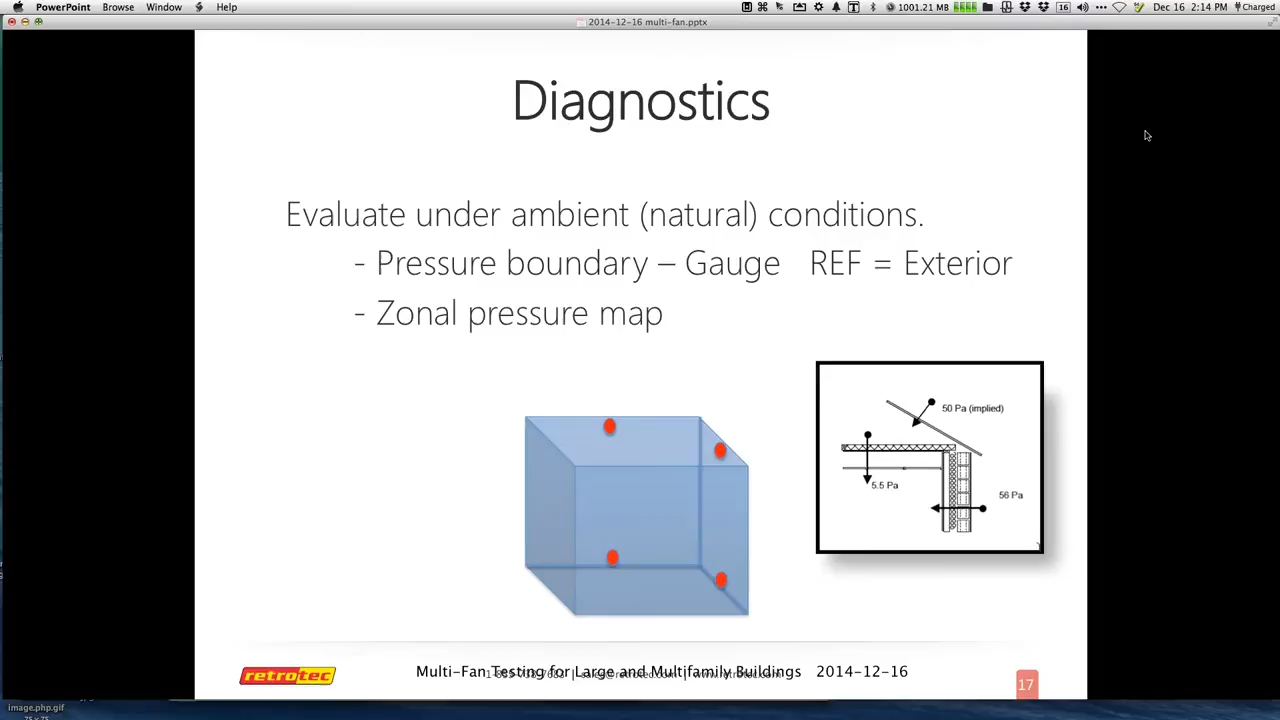 PowerPoint Browse Window Help 1001.21 MB 16 Dec 16 2:14 PM Charged
2014-12-16 multi-fan.pptx
Diagnostics
Evaluate under ambient (natural) conditions.
- Pressure boundary – Gauge REF = Exterior
- Zonal pressure map
50 Pa (implied)
5.5 Pa
56 Pa
retrotec
Multi-Fan Testing for Large and Multifamily Buildings 2014-12-16
17
image.php.gif
75 x 75